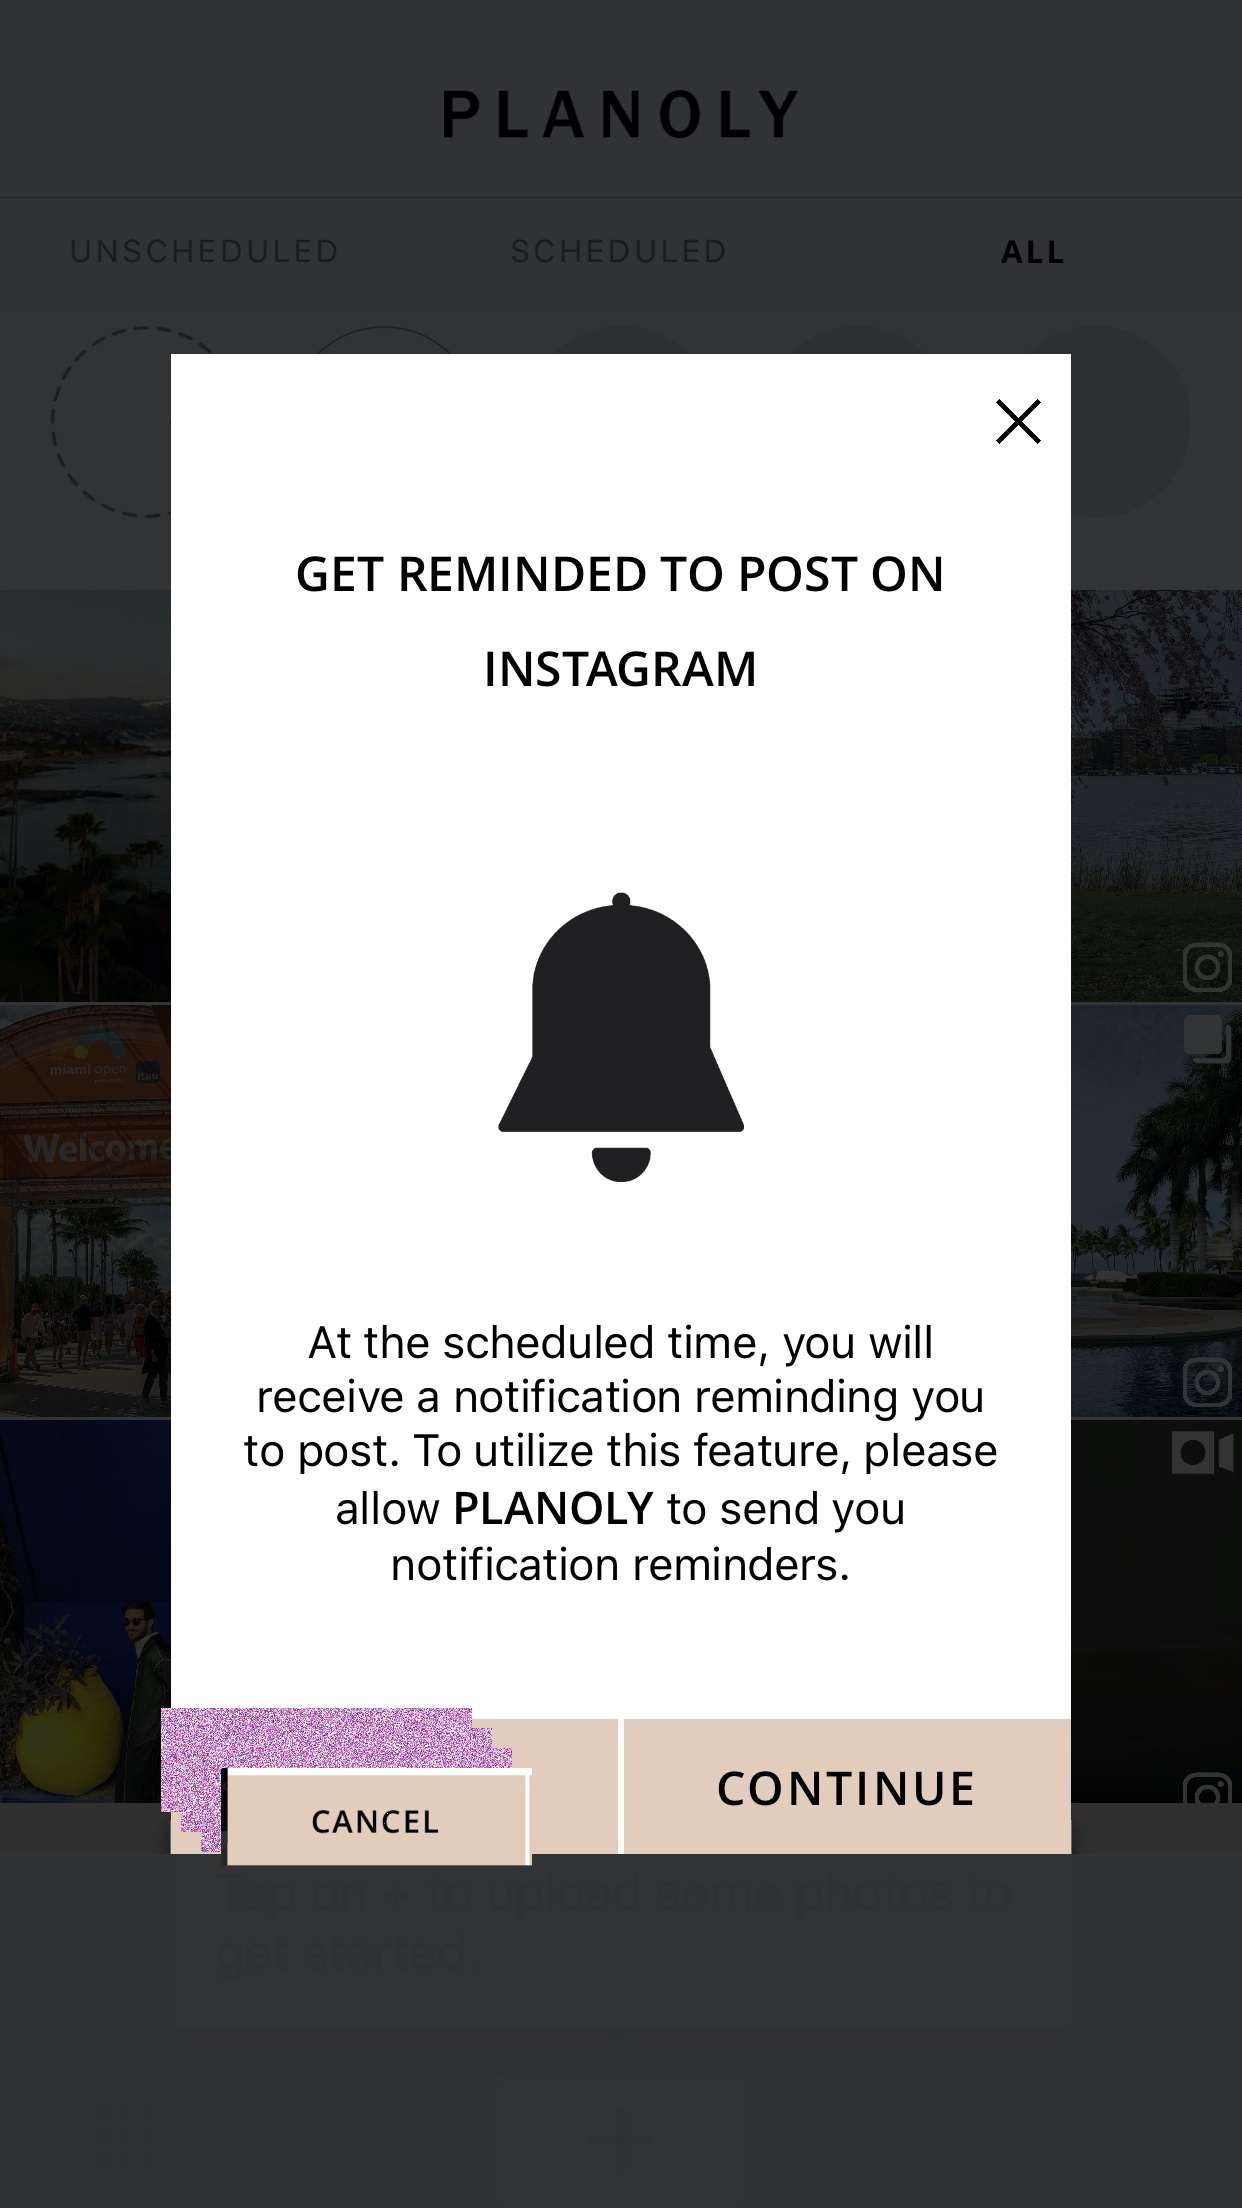 PLANOLY
UNSCHEDULED SCHEDULED ALL
GET REMINDED TO POST ON
INSTAGRAM
miami open
Itaú
Welcome
At the scheduled time, you will
receive a notification reminding you
to post. To utilize this feature, please
allow PLANOLY to send you
notification reminders.
CANCEL CONTINUE
Tap on + to upload some photos to
get started.